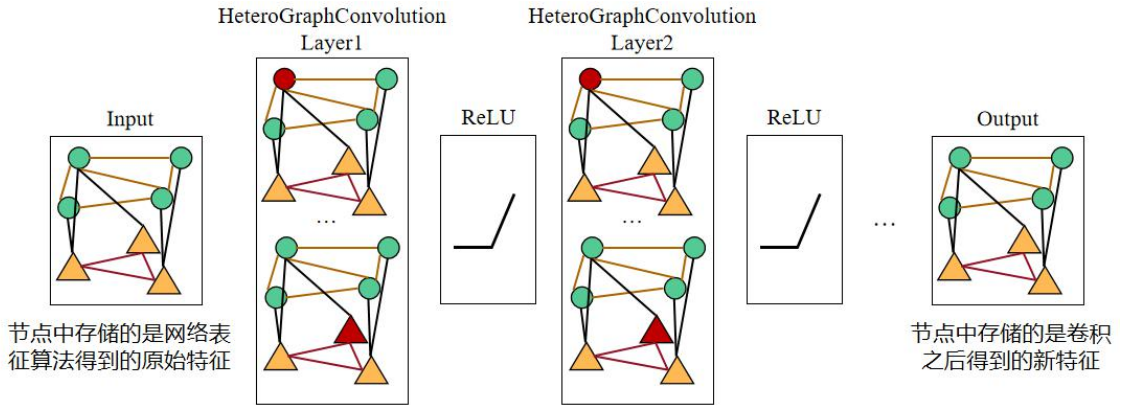 HeteroGraphConvolution
Layer1
HeteroGraphConvolution
Layer2
Input
ReLU
ReLU
Output
…
…
…
节点中存储的是网络表
征算法得到的原始特征
节点中存储的是卷积
之后得到的新特征